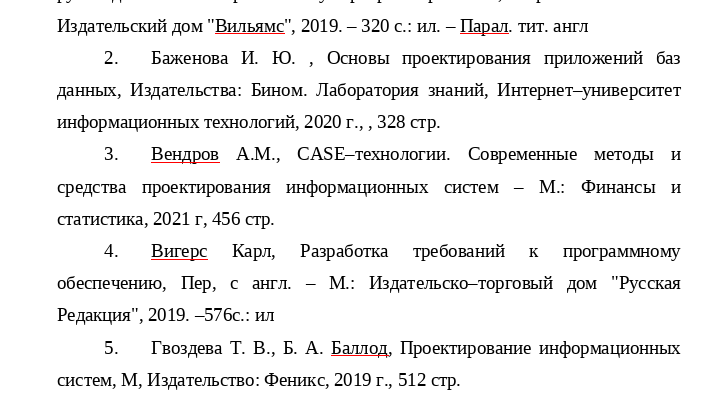 Издательский дом "Вильямс", 2019. – 320 с.: ил. – Парал. тит. англ
2. Баженова И. Ю. , Основы проектирования приложений баз
данных, Издательства: Бином. Лаборатория знаний, Интернет–университет
информационных технологий, 2020 г., , 328 стр.
3. Вендров А.М., CASE–технологии. Современные методы и
средства проектирования информационных систем – М.: Финансы и
статистика, 2021 г, 456 стр.
4. Вигерс Карл, Разработка требований к программному
обеспечению, Пер, с англ. – М.: Издательско–торговый дом "Русская
Редакция", 2019. –576с.: ил
5. Гвоздева Т. В., Б. А. Баллод, Проектирование информационных
систем, М, Издательство: Феникс, 2019 г., 512 стр.